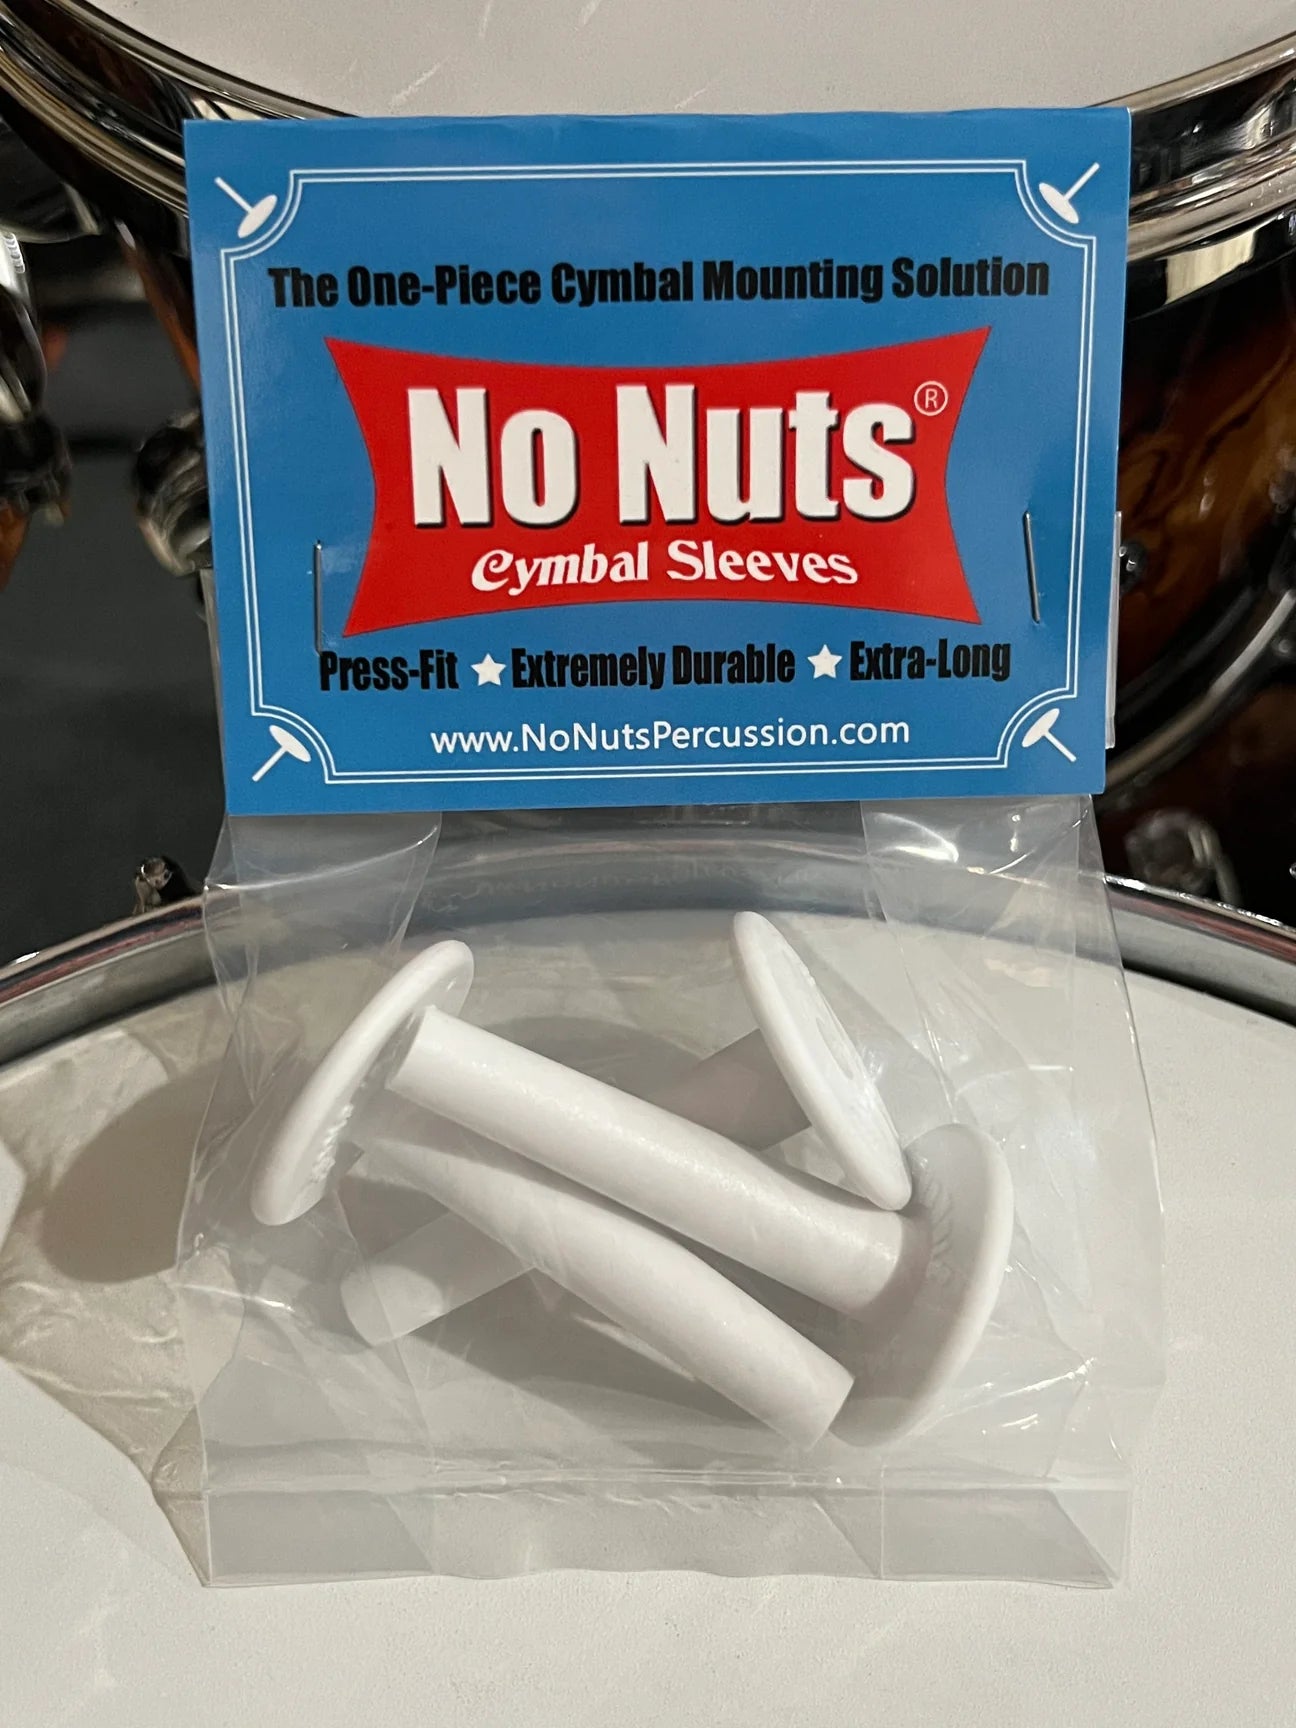 The One-Piece Cymbal Mounting Solution
No Nuts®
Cymbal Sleeves
Press-Fit ★ Extremely Durable ★ Extra-Long
www.NoNutsPercussion.com